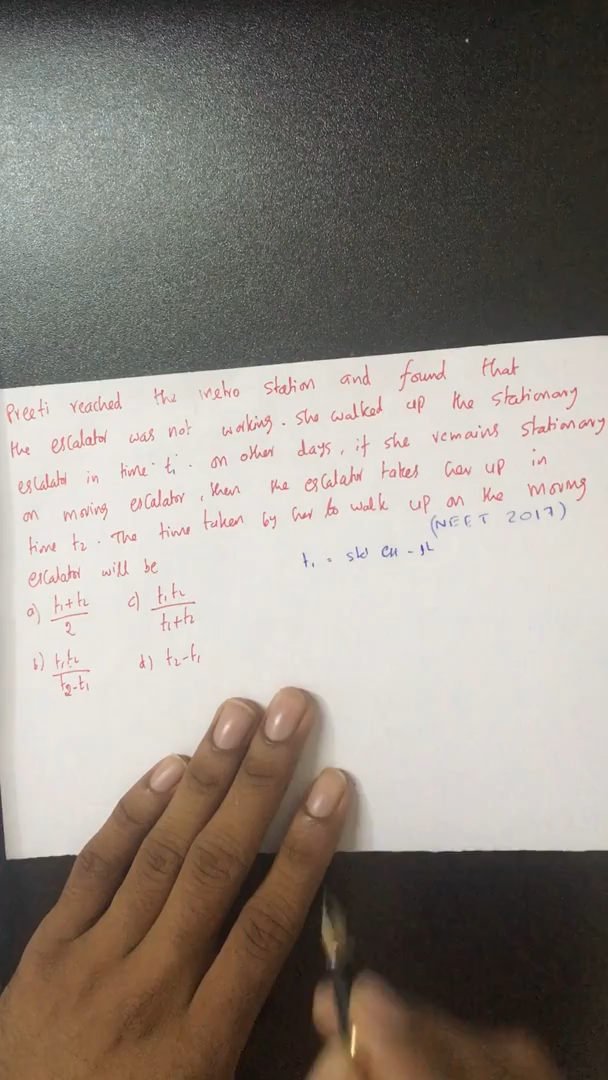 Preeti reached the metro station and found that
the escalator was not working. She walked up the stationary
escalator in time t₁. on other days, if she remains stationary
on moving escalator, then the escalator takes her up in
time t₂. The time taken by her to walk up on the moving
escalator will be (NEET 2017)
t₁ = std
a) t₁+t₂/2 c) t₁t₂/t₁+t₂
b) t₁t₂/t₂-t₁ d) t₂-t₁